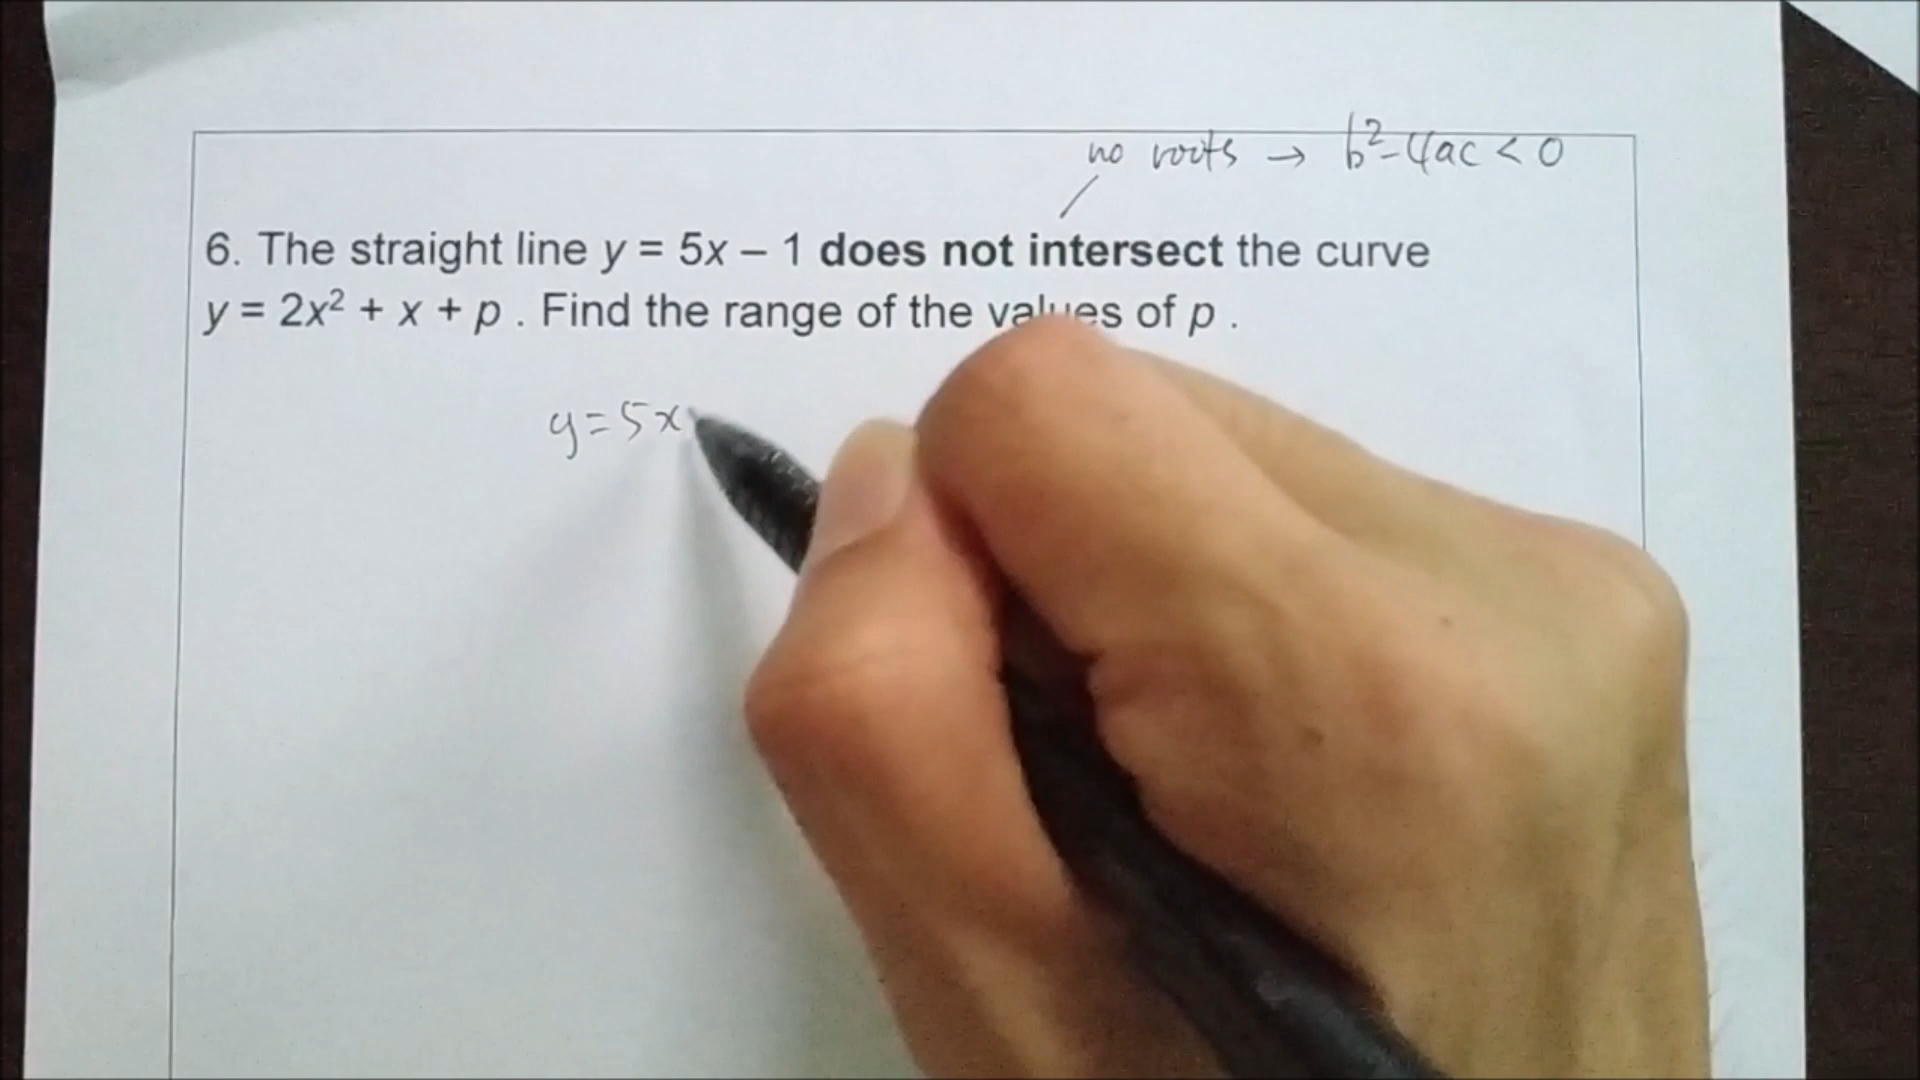 no roots → b²-4ac < 0
6. The straight line y = 5x – 1 does not intersect the curve
y = 2x² + x + p . Find the range of the values of p .
y=5x